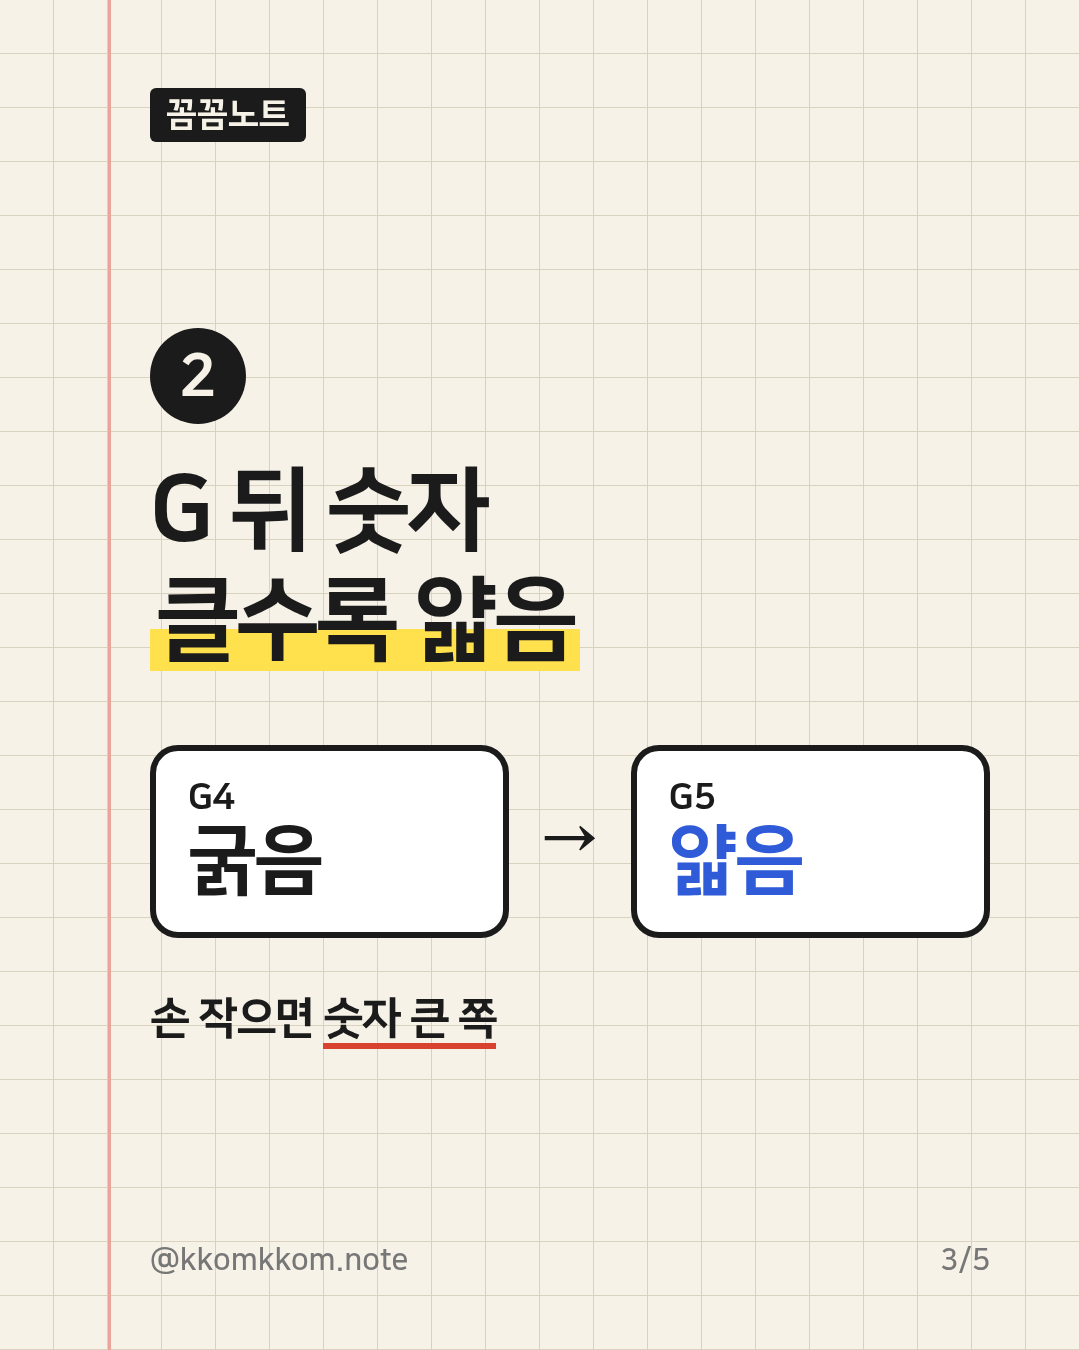 꼼꼼노트
2
G 뒤 숫자
클수록 얇음
G4
굵음
→
G5
얇음
손 작으면 숫자 큰 쪽
@kkomkkom.note
3/5